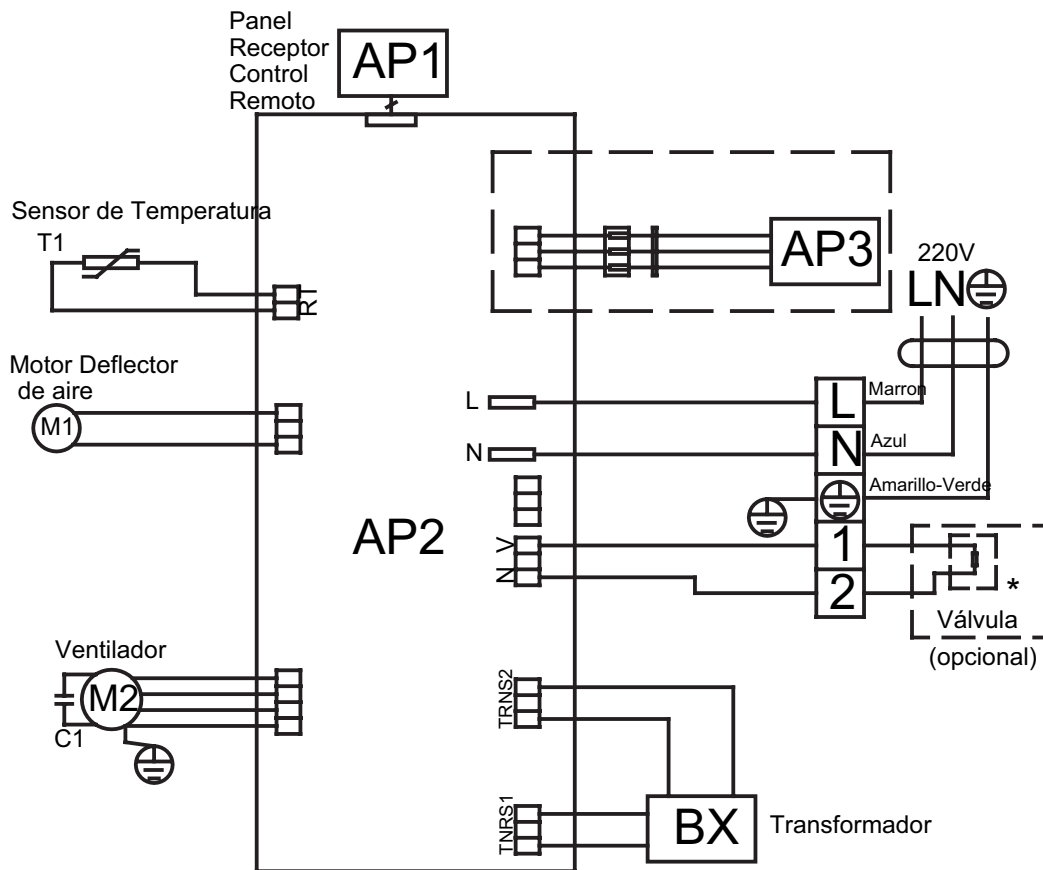 Panel
Receptor
Control
Remoto
AP1
Sensor de Temperatura
T1
RT
AP3
220V
LN
Motor Deflector
de aire
M1
L
L
Marron
N
N
Azul
Amarillo-Verde
AP2
V
1
N
2
*
Válvula
(opcional)
Ventilador
M2
C1
TRNS2
TNRS1
BX
Transformador